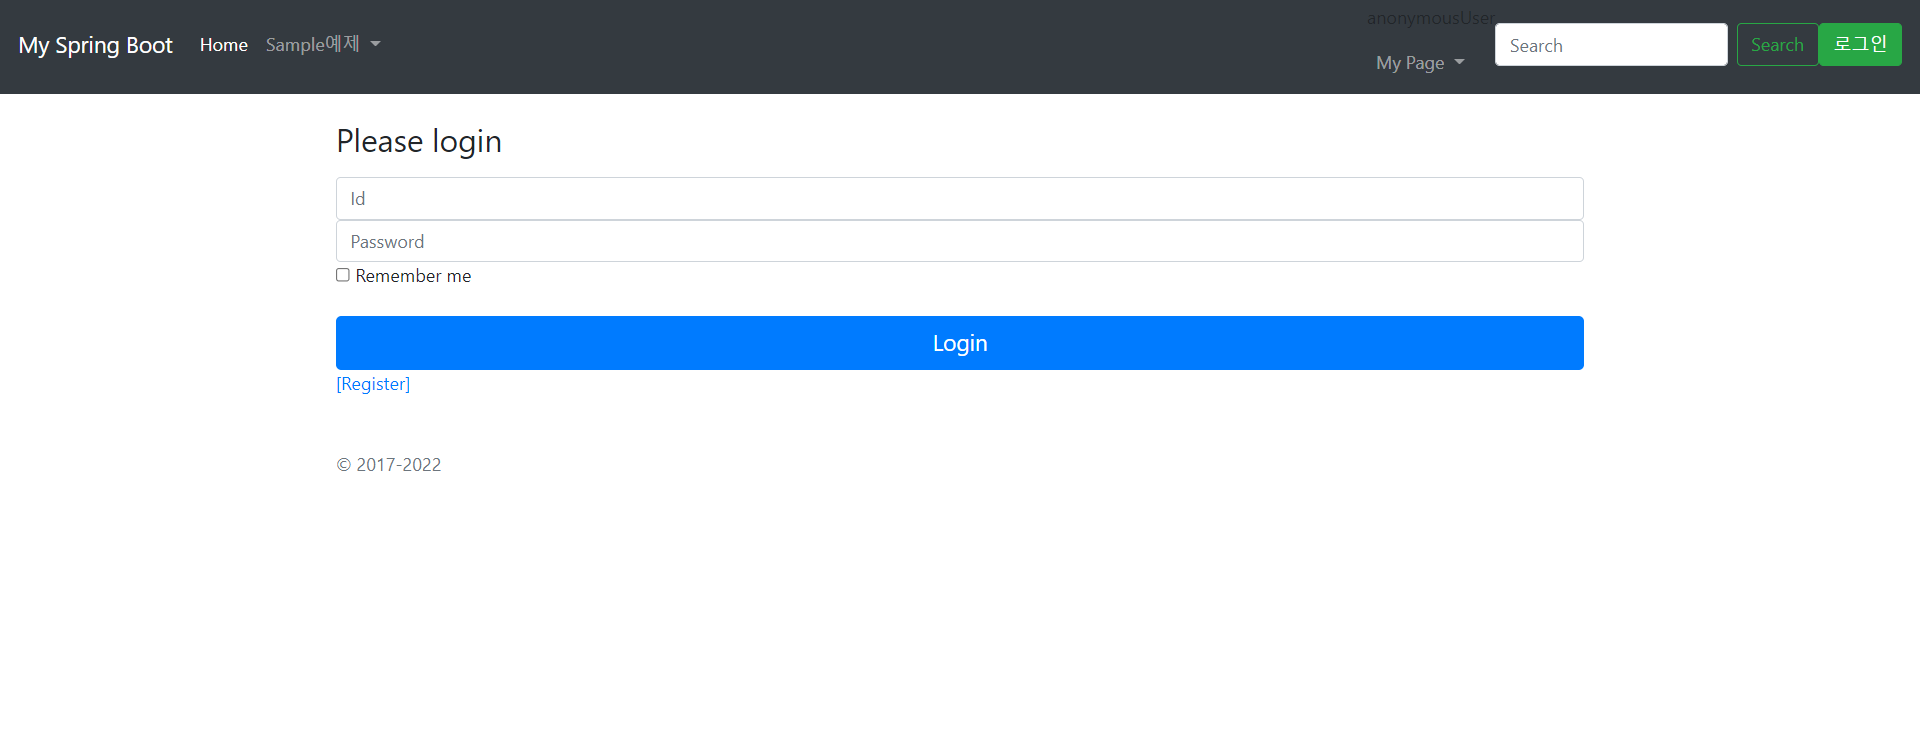 My Spring Boot Home Sample예제 anonymousUser My Page Search Search 로그인
Please login
Id
Password
Remember me
Login
[Register]
© 2017-2022